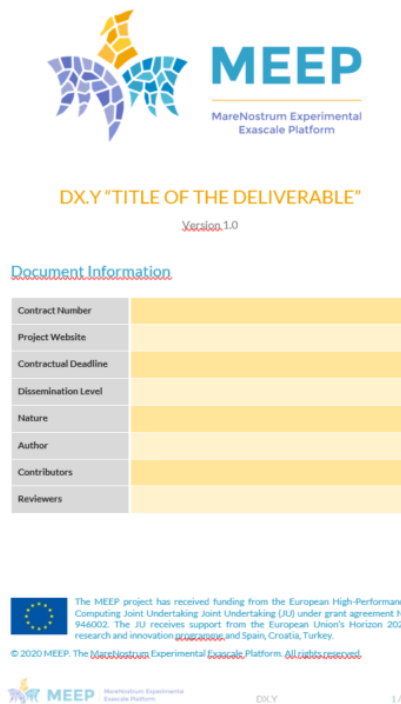 MEEP
MareNostrum Experimental
Exascale Platform
DX.Y “TITLE OF THE DELIVERABLE”
Version 1.0
Document Information
Contract Number
Project Website
Contractual Deadline
Dissemination Level
Nature
Author
Contributors
Reviewers
The MEEP project has received funding from the European High-Performanc
Computing Joint Undertaking Joint Undertaking (JU) under grant agreement N
946002. The JU receives support from the European Union’s Horizon 202
research and innovation programme and Spain, Croatia, Turkey.
© 2020 MEEP. The MareNostrum Experimental Exascale Platform. All rights reserved.
MEEP
MareNostrum Experimental
Exascale Platform
DX.Y
1 /